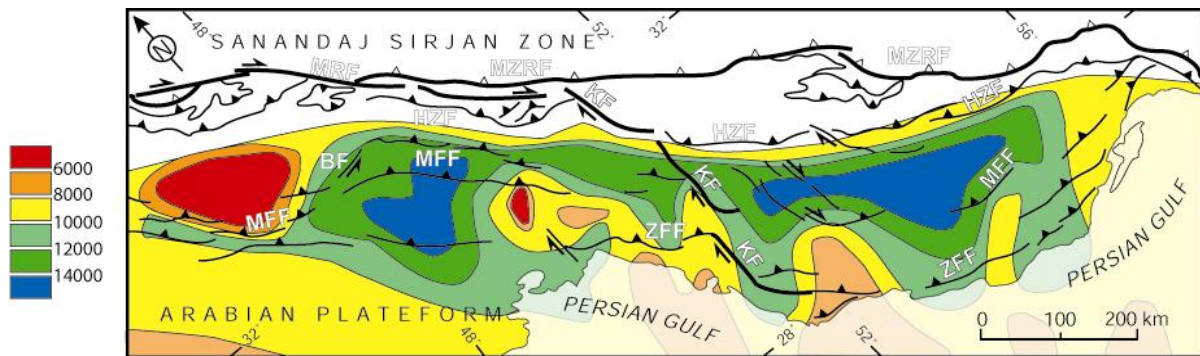 48°
52°
32°
56°
N
SANANDAJ SIRJAN ZONE
MRF
MZRF
MZRF
KF
HZF
HZF
HZF
6000
8000
10000
12000
14000
BF
MFF
MFF
MFF
KF
ZFF
KF
ZFF
PERSIAN GULF
PERSIAN GULF
ARABIAN PLATEFORM
32°
48°
28°
52°
0 100 200 km